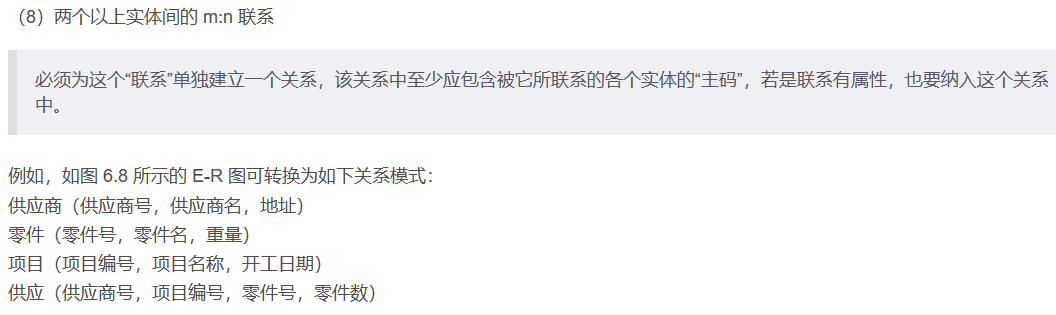 （8）两个以上实体间的 m:n 联系
必须为这个“联系”单独建立一个关系，该关系中至少应包含被它所联系的各个实体的“主码”，若是联系有属性，也要纳入这个关系
中。
例如，如图 6.8 所示的 E-R 图可转换为如下关系模式：
供应商（供应商号，供应商名，地址）
零件（零件号，零件名，重量）
项目（项目编号，项目名称，开工日期）
供应（供应商号，项目编号，零件号，零件数）